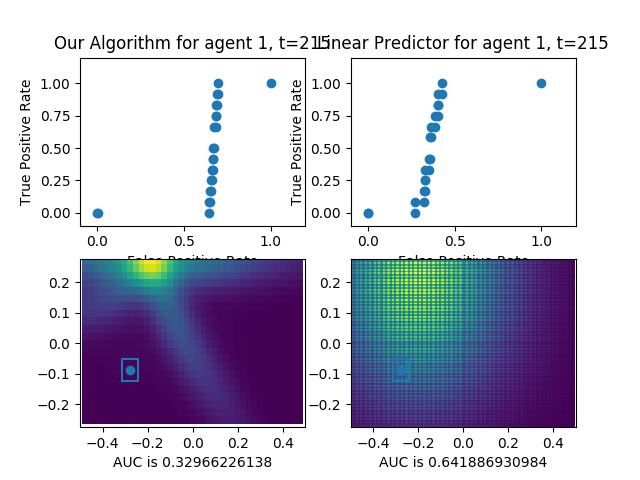 Our Algorithm for agent 1, t=215
Linear Predictor for agent 1, t=215
True Positive Rate
1.00
0.75
0.50
0.25
0.00
0.0 0.5 1.0
False Positive Rate
True Positive Rate
1.00
0.75
0.50
0.25
0.00
0.0 0.5 1.0
False Positive Rate
0.2
0.1
0.0
−0.1
−0.2
−0.4 −0.2 0.0 0.2 0.4
AUC is 0.32966226138
0.2
0.1
0.0
−0.1
−0.2
−0.4 −0.2 0.0 0.2 0.4
AUC is 0.641886930984